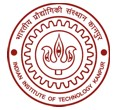 भारतीय प्रौद्योगिकी संस्थान कानपुर
INDIAN INSTITUTE OF TECHNOLOGY KANPUR